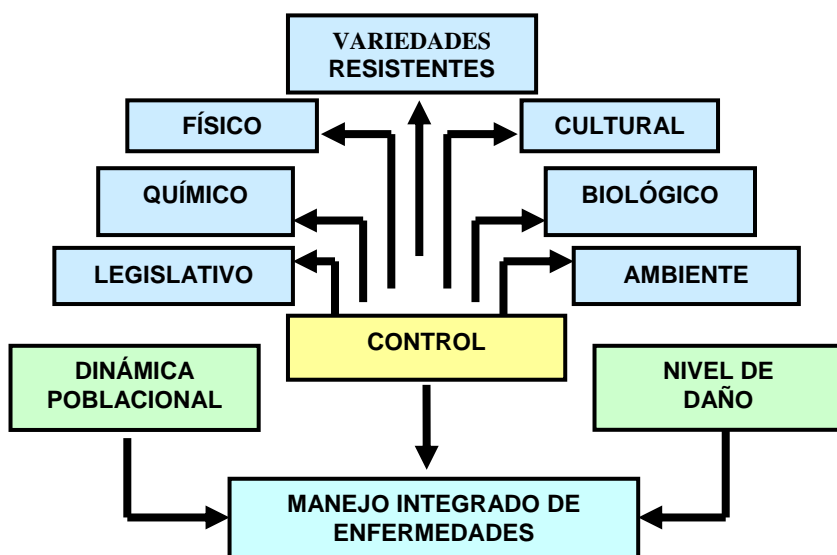 VARIEDADES
RESISTENTES
FÍSICO
CULTURAL
QUÍMICO
BIOLÓGICO
LEGISLATIVO
AMBIENTE
CONTROL
DINÁMICA
POBLACIONAL
NIVEL DE
DAÑO
MANEJO INTEGRADO DE
ENFERMEDADES